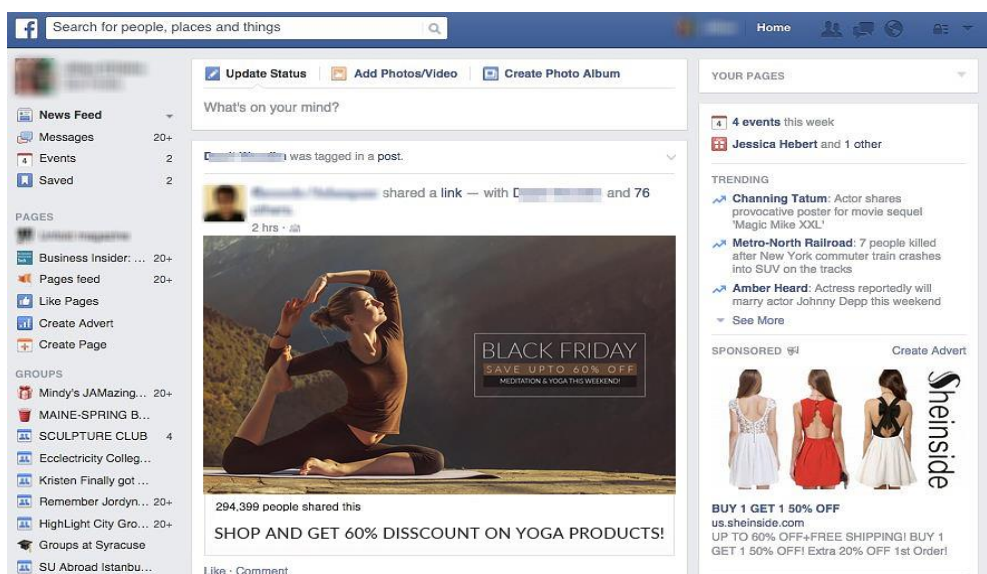 f
Search for people, places and things
Home
News Feed
Messages 20+
Events 2
Saved 2
PAGES
Business Insider: ... 20+
Pages feed 20+
Like Pages
Create Advert
Create Page
GROUPS
Mindy's JAMazing... 20+
MAINE-SPRING B...
SCULPTURE CLUB 4
Ecclectricity Colleg...
Kristen Finally got ...
Remember Jordyn... 20+
HighLight City Gro... 20+
Groups at Syracuse
SU Abroad Istanbu...
Update Status
Add Photos/Video
Create Photo Album
What's on your mind?
was tagged in a post.
shared a link — with D and 76
others.
2 hrs ·
BLACK FRIDAY
SAVE UPTO 60% OFF
MEDITATION & YOGA THIS WEEKEND!
294,399 people shared this
SHOP AND GET 60% DISSCOUNT ON YOGA PRODUCTS!
Like · Comment
YOUR PAGES
4 4 events this week
Jessica Hebert and 1 other
TRENDING
Channing Tatum: Actor shares
provocative poster for movie sequel
'Magic Mike XXL'
Metro-North Railroad: 7 people killed
after New York commuter train crashes
into SUV on the tracks
Amber Heard: Actress reportedly will
marry actor Johnny Depp this weekend
See More
SPONSORED
Create Advert
Sheinside
BUY 1 GET 1 50% OFF
us.sheinside.com
UP TO 60% OFF+FREE SHIPPING! BUY 1
GET 1 50% OFF! Extra 20% OFF 1st Order!